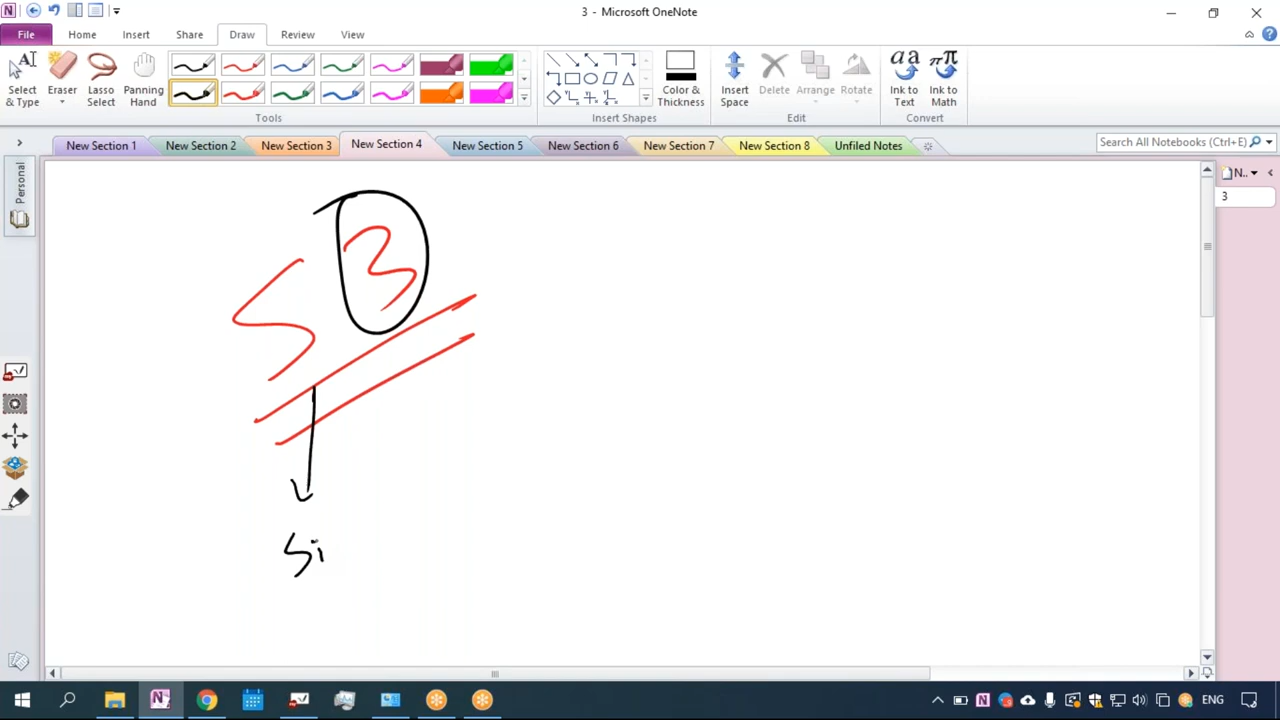 3 - Microsoft OneNote
File Home Insert Share Draw Review View
Select & Type
Eraser
Lasso Select
Panning Hand
Color & Thickness
Insert Space
Delete
Arrange
Rotate
Ink to Text
Ink to Math
Tools
Insert Shapes
Edit
Convert
New Section 1 New Section 2 New Section 3 New Section 4 New Section 5 New Section 6 New Section 7 New Section 8 Unfiled Notes
Search All Notebooks (Ctrl+E)
Personal
N..
3
S 3
Si
ENG